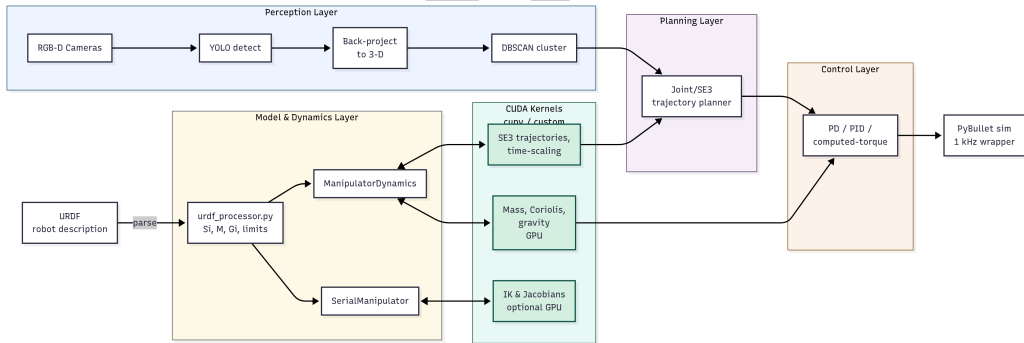 Perception Layer
RGB-D Cameras
YOLO detect
Back-project
to 3-D
DBSCAN cluster
Planning Layer
Joint/SE3
trajectory planner
Control Layer
PD / PID /
computed-torque
PyBullet sim
1 kHz wrapper
Model & Dynamics Layer
URDF
robot description
parse
urdf_processor.py
Si, M, Gi, limits
ManipulatorDynamics
SerialManipulator
CUDA Kernels
cupy / custom
SE3 trajectories,
time-scaling
Mass, Coriolis,
gravity
GPU
IK & Jacobians
optional GPU